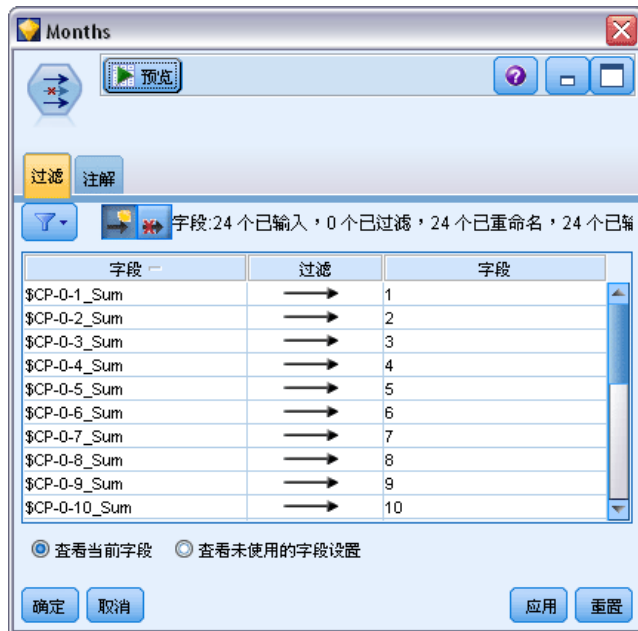 Months
预览
过滤 注解
字段:24 个已输入，0 个已过滤，24 个已重命名，24 个已输
字段 过滤 字段
$CP-0-1_Sum 1
$CP-0-2_Sum 2
$CP-0-3_Sum 3
$CP-0-4_Sum 4
$CP-0-5_Sum 5
$CP-0-6_Sum 6
$CP-0-7_Sum 7
$CP-0-8_Sum 8
$CP-0-9_Sum 9
$CP-0-10_Sum 10
查看当前字段 查看未使用的字段设置
确定 取消 应用 重置